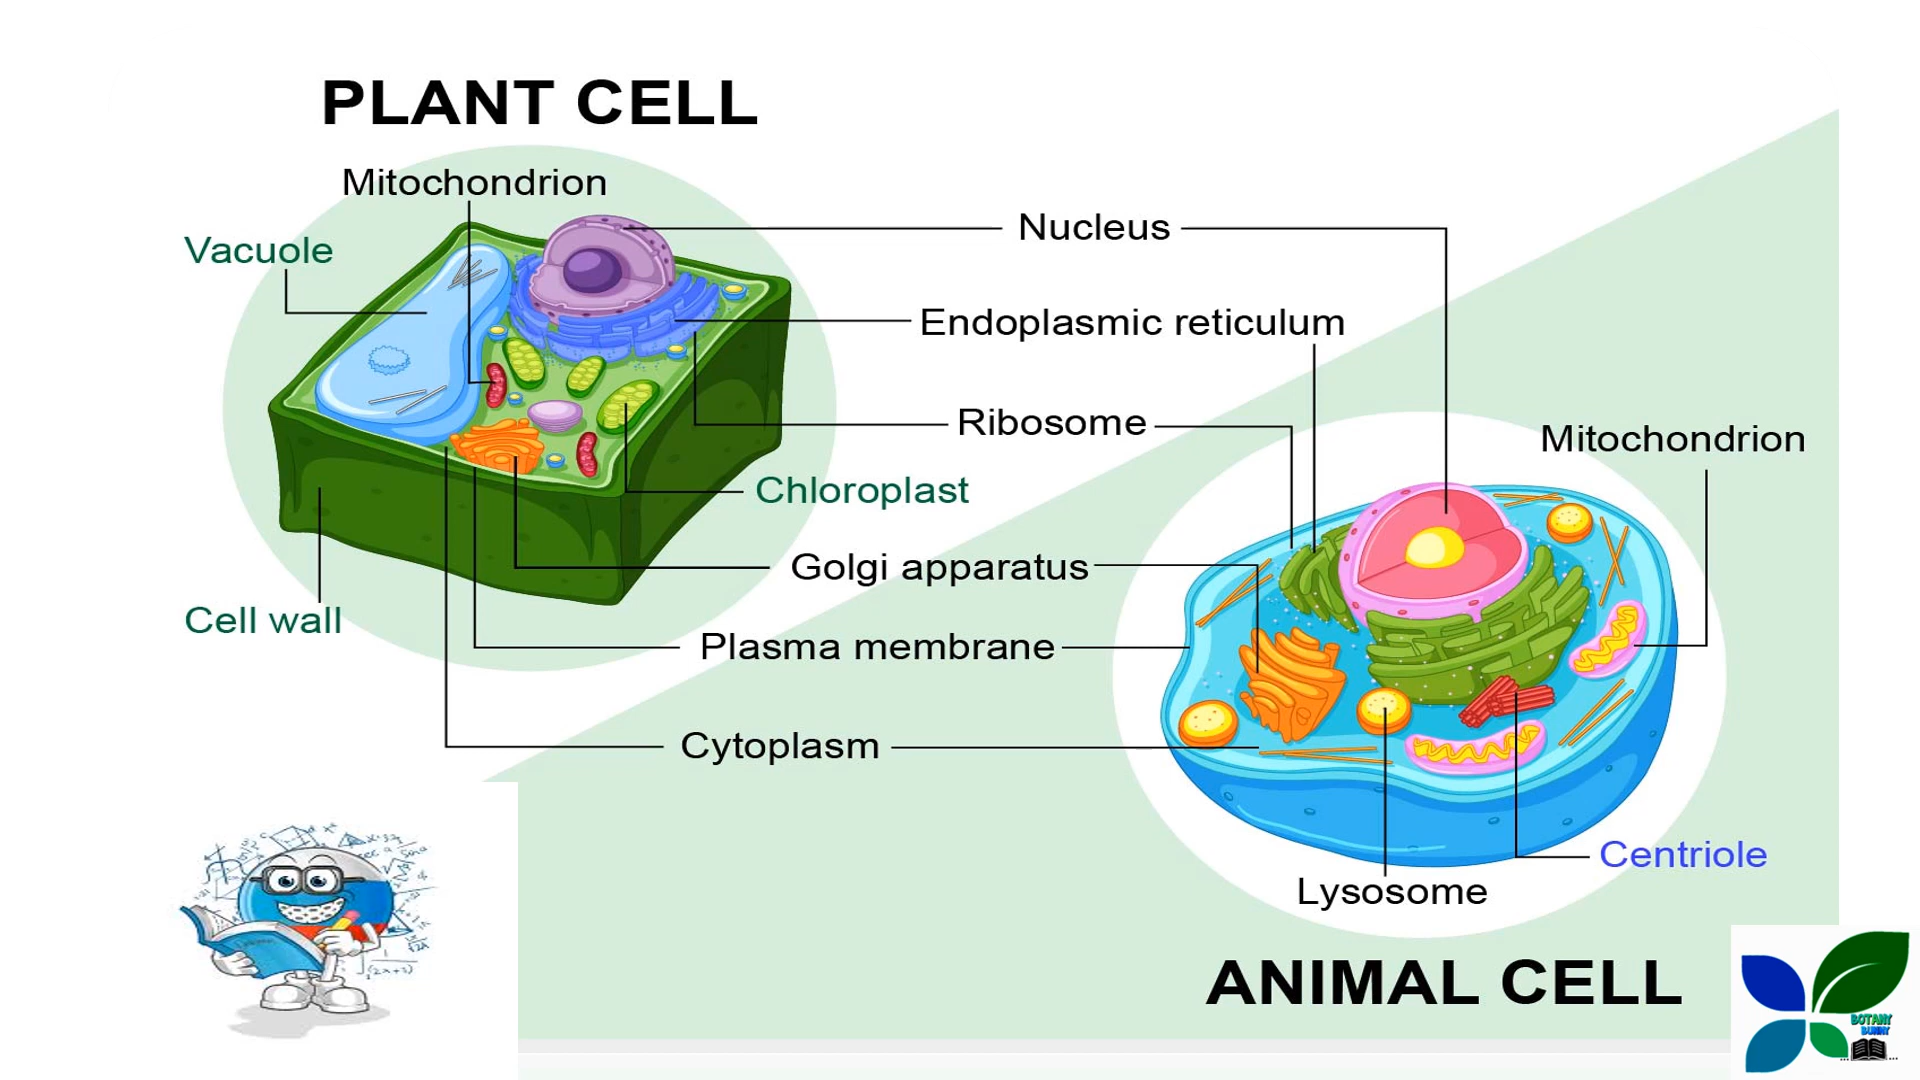 PLANT CELL
Mitochondrion
Vacuole
Nucleus
Endoplasmic reticulum
Ribosome
Mitochondrion
Chloroplast
Golgi apparatus
Cell wall
Plasma membrane
Cytoplasm
Centriole
Lysosome
ANIMAL CELL
BOTANY
BUNNY